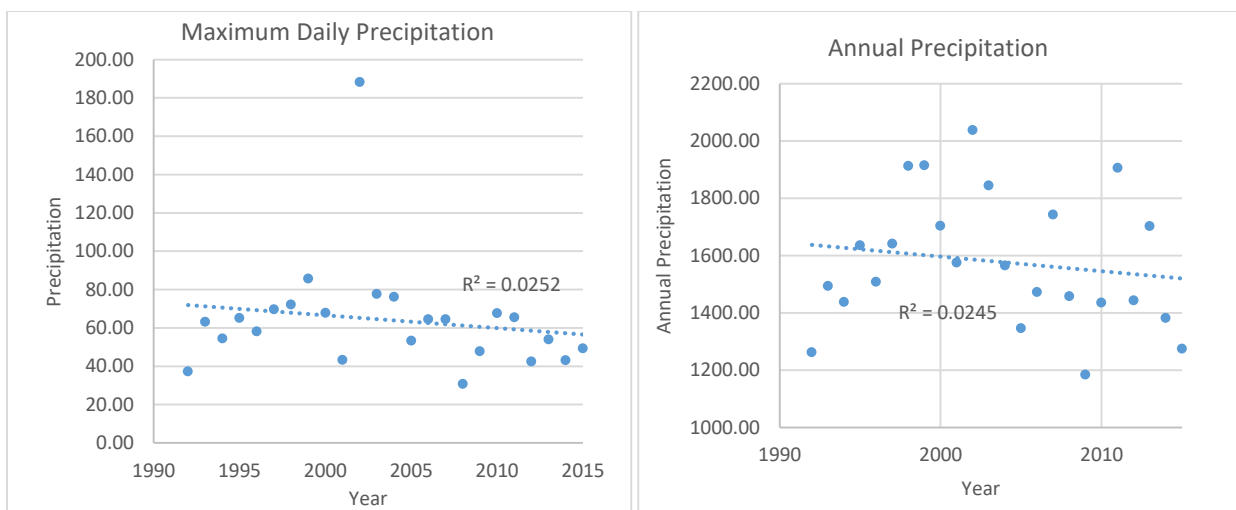 Maximum Daily Precipitation
200.00
180.00
160.00
140.00
120.00
100.00
80.00
60.00
40.00
20.00
0.00
Precipitation
R² = 0.0252
1990 1995 2000 2005 2010 2015
Year
Annual Precipitation
2200.00
2000.00
1800.00
1600.00
1400.00
1200.00
1000.00
Annual Precipitation
R² = 0.0245
1990 2000 2010
Year